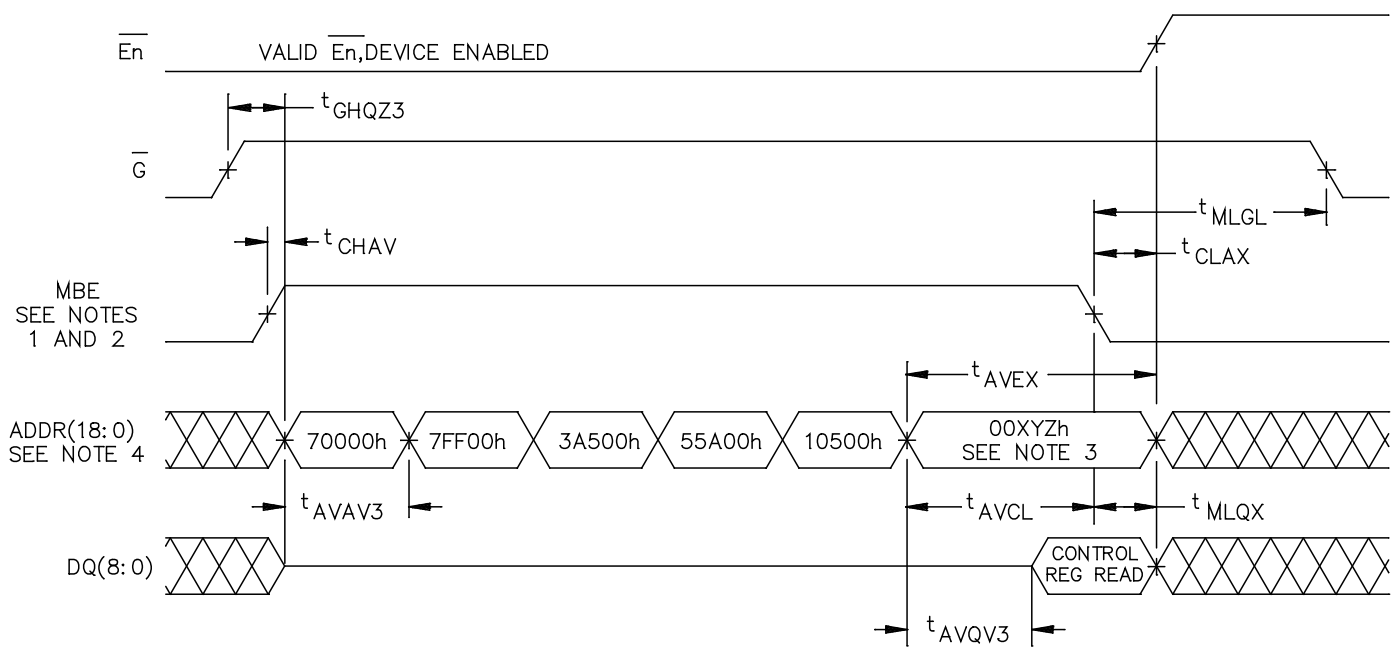 En
VALID En,DEVICE ENABLED
tGHQZ3
G
tMLGL
tCHAV
tCLAX
MBE
SEE NOTES
1 AND 2
tAVEX
ADDR(18:0)
SEE NOTE 4
70000h
7FF00h
3A500h
55A00h
10500h
00XYZh
SEE NOTE 3
tAVAV3
tAVCL
tMLQX
DQ(8:0)
CONTROL
REG READ
tAVQV3